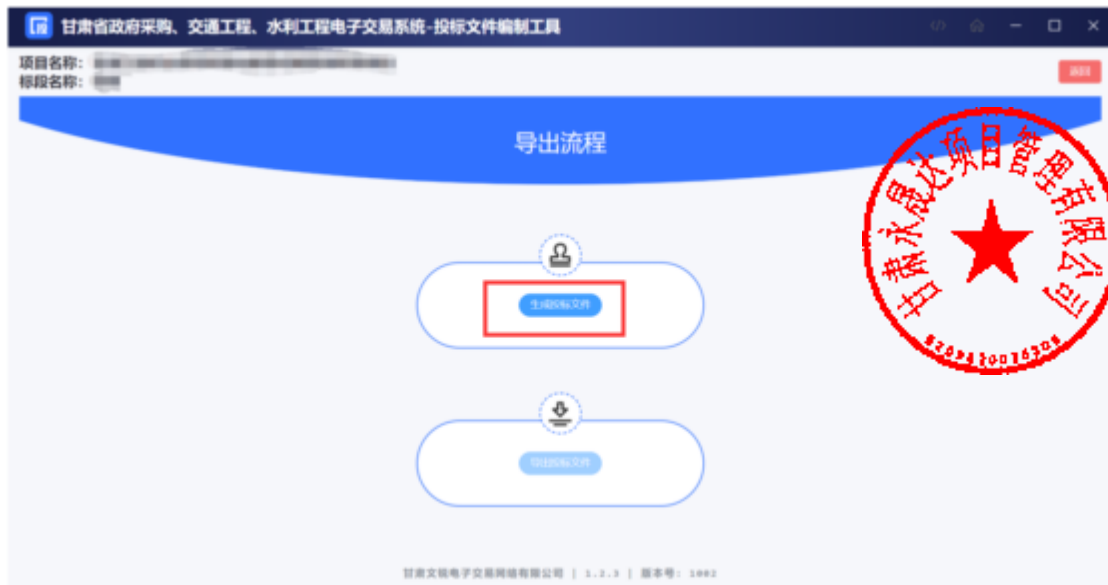 投 甘肃省政府采购、交通工程、水利工程电子交易系统-投标文件编制工具
项目名称：
标段名称：
返回
导出流程
甘肃永晟达项目管理有限公司
生成投标文件
导出投标文件
甘肃文锐电子交易网络有限公司 | 1.2.3 | 版本号: 1002